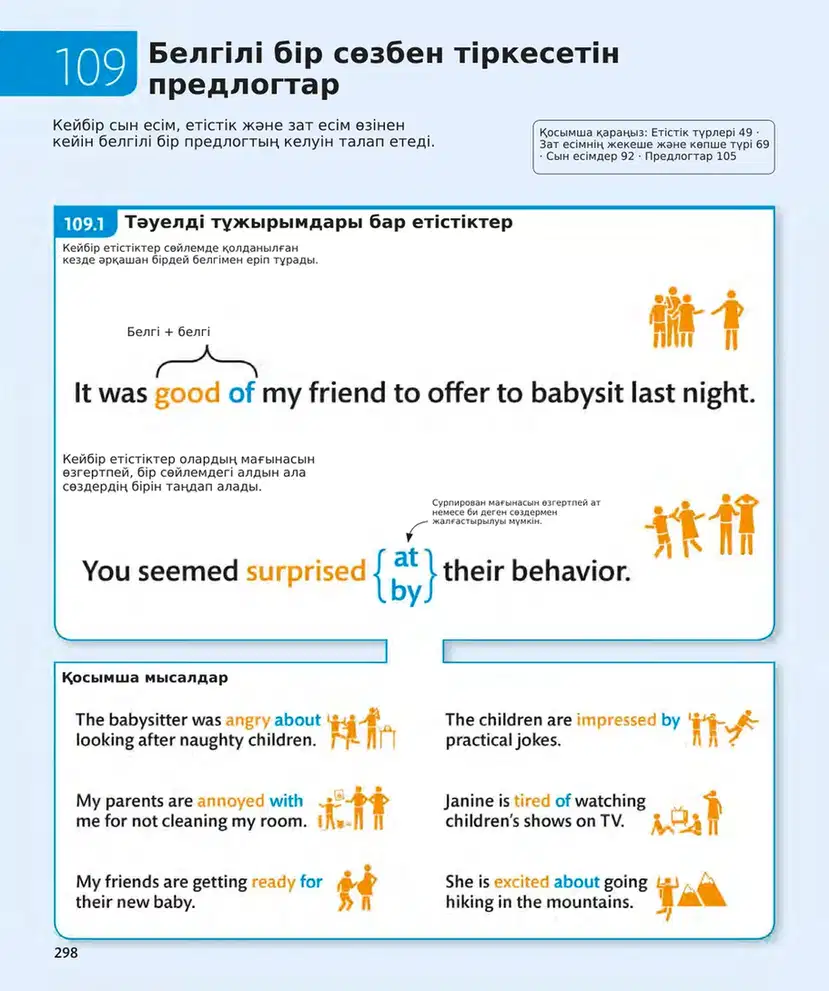 109
Белгілі бір сөзбен тіркесетін
предлогтар
Кейбір сын есім, етістік және зат есім өзінен
кейін белгілі бір предлогтың келуін талап етеді.
Қосымша қараңыз: Етістік түрлері 49 ·
Зат есімнің жекеше және көпше түрі 69
· Сын есімдер 92 · Предлогтар 105
109.1 Тәуелді тұжырымдары бар етістіктер
Кейбір етістіктер сөйлемде қолданылған
кезде әрқашан бірдей белгімен еріп тұрады.
Белгі + белгі
It was good of my friend to offer to babysit last night.
Кейбір етістіктер олардың мағынасын
өзгертпей, бір сөйлемдегі алдын ала
сөздердің бірін таңдап алады.
Сурпирован мағынасын өзгертпей ат
немесе би деген сөздермен
жалғастырылуы мүмкін.
You seemed surprised { at by } their behavior.
Қосымша мысалдар
The babysitter was angry about
looking after naughty children.
My parents are annoyed with
me for not cleaning my room.
My friends are getting ready for
their new baby.
The children are impressed by
practical jokes.
Janine is tired of watching
children's shows on TV.
She is excited about going
hiking in the mountains.
298